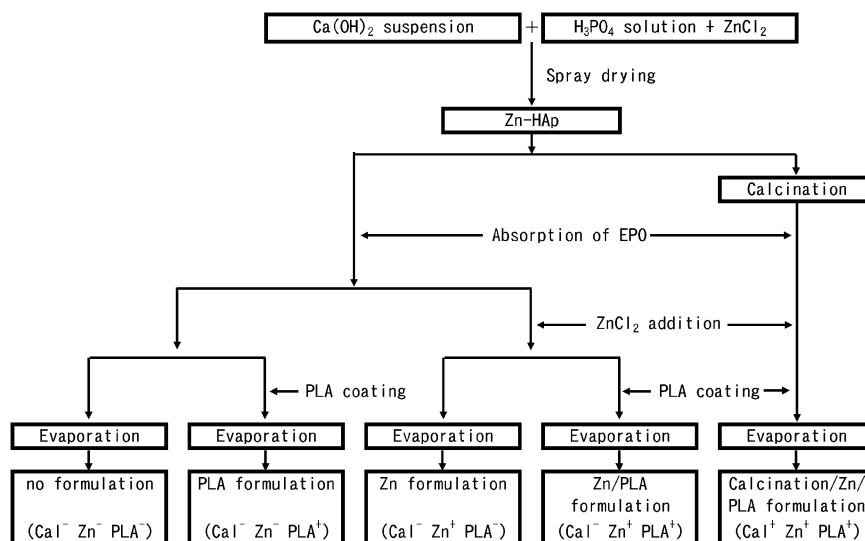 Ca(OH)₂ suspension + H₃PO₄ solution + ZnCl₂
Spray drying
Zn-HAp
Calcination
Absorption of EPO
ZnCl₂ addition
PLA coating PLA coating
Evaporation Evaporation Evaporation Evaporation Evaporation
no formulation PLA formulation Zn formulation Zn/PLA Calcination/Zn/
formulation PLA formulation
(Cal⁻ Zn⁻ PLA⁻) (Cal⁻ Zn⁻ PLA⁺) (Cal⁻ Zn⁺ PLA⁻) (Cal⁻ Zn⁺ PLA⁺) (Cal⁺ Zn⁺ PLA⁺)